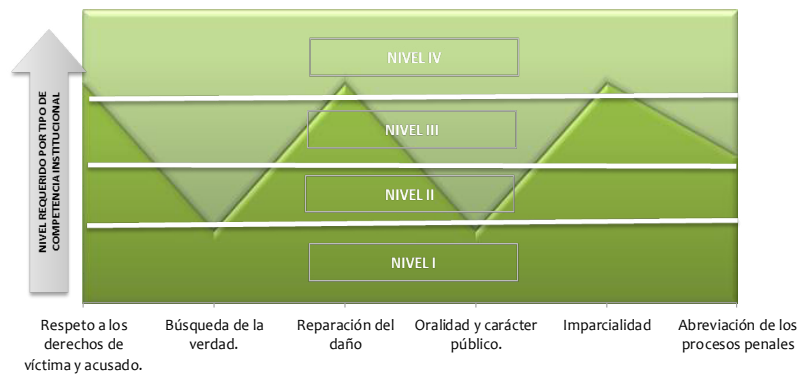 NIVEL REQUERIDO POR TIPO DE
COMPETENCIA INSTITUCIONAL
NIVEL IV
NIVEL III
NIVEL II
NIVEL I
Respeto a los
derechos de
víctima y acusado.
Búsqueda de la
verdad.
Reparación del
daño
Oralidad y carácter
público.
Imparcialidad
Abreviación de los
procesos penales